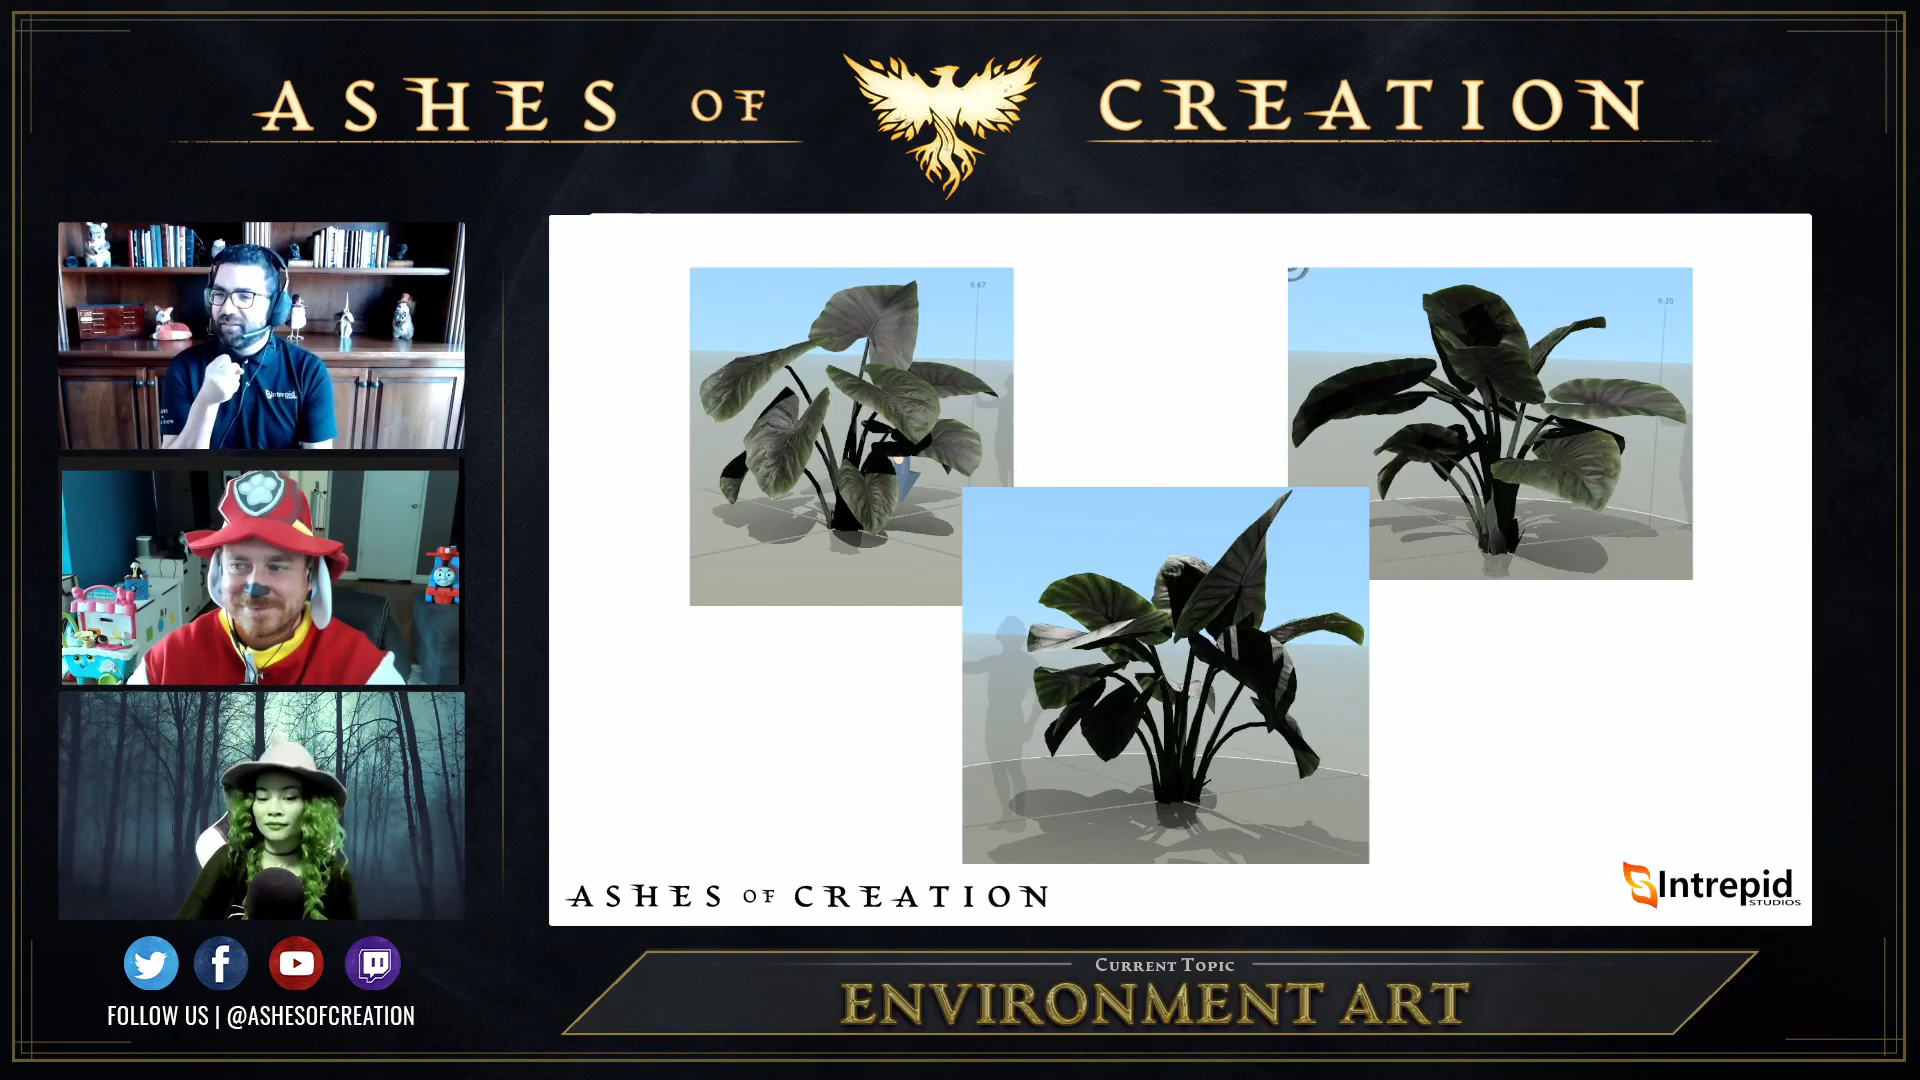 ASHES OF CREATION
9.67
9.20
Intrepid
ASHES OF CREATION
Intrepid
STUDIOS
CURRENT TOPIC
ENVIRONMENT ART
FOLLOW US | @ASHESOFCREATION